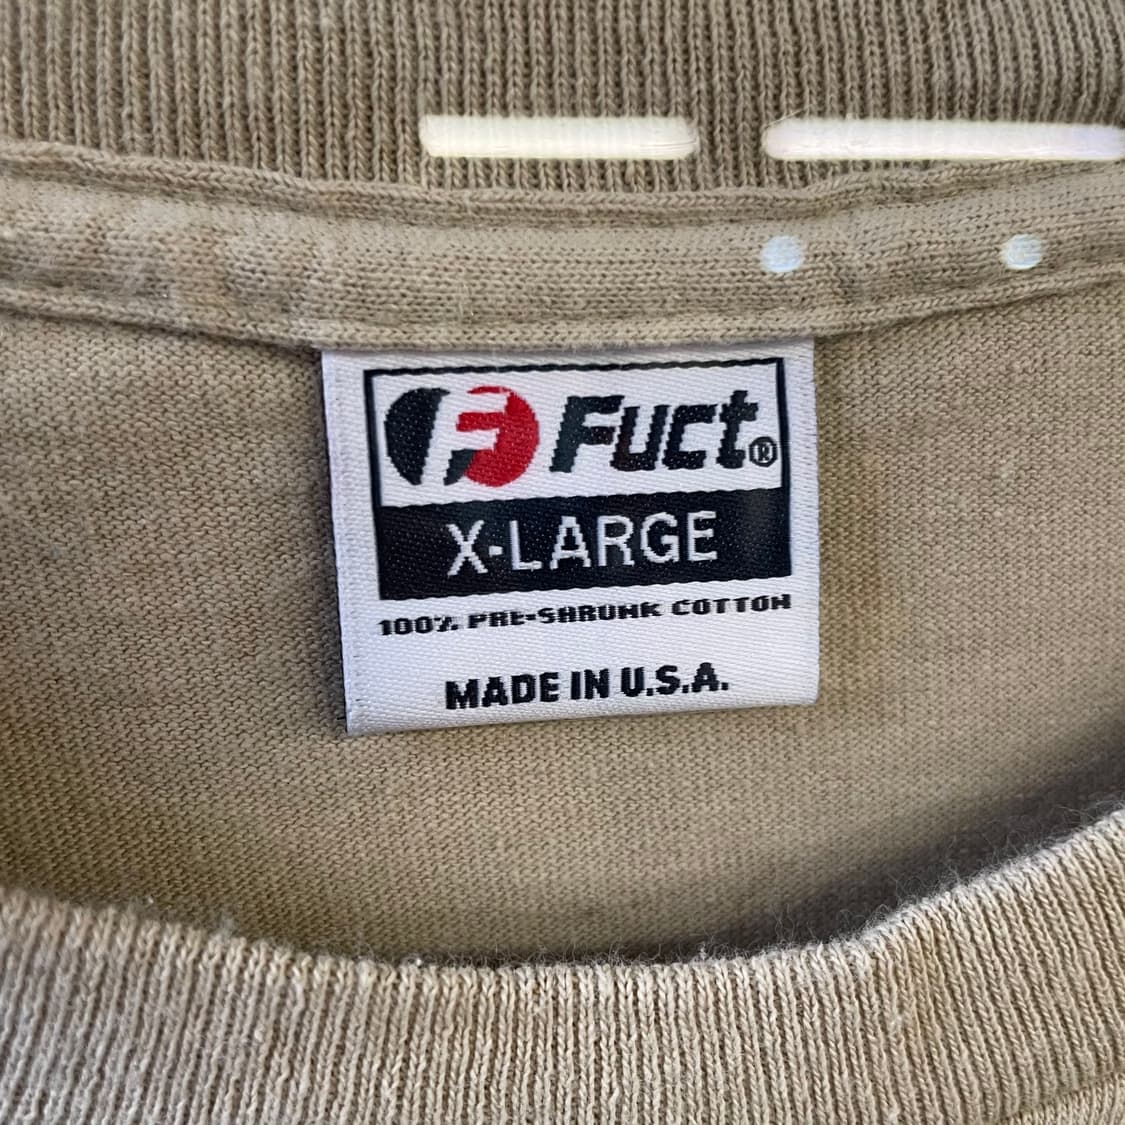 F Fuct®
X-LARGE
100% PRE-SHRUNK COTTON
MADE IN U.S.A.